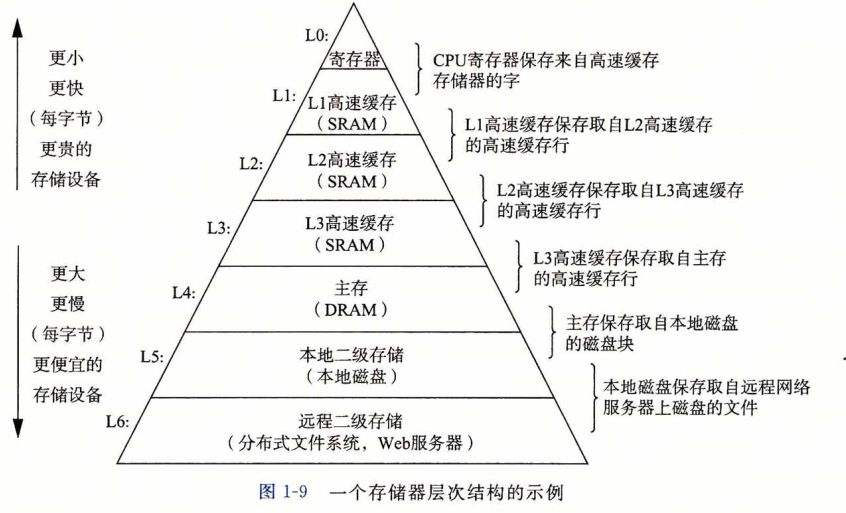 更小
更快
（每字节）
更贵的
存储设备
更大
更慢
（每字节）
更便宜的
存储设备
L0:
寄存器
CPU寄存器保存来自高速缓存
存储器的字
L1:
L1高速缓存
（SRAM）
L1高速缓存保存取自L2高速缓存
的高速缓存行
L2:
L2高速缓存
（SRAM）
L2高速缓存保存取自L3高速缓存
的高速缓存行
L3:
L3高速缓存
（SRAM）
L3高速缓存保存取自主存
的高速缓存行
L4:
主存
（DRAM）
主存保存取自本地磁盘
的磁盘块
L5:
本地二级存储
（本地磁盘）
本地磁盘保存取自远程网络
服务器上磁盘的文件
L6:
远程二级存储
（分布式文件系统，Web服务器）
图 1-9 一个存储器层次结构的示例